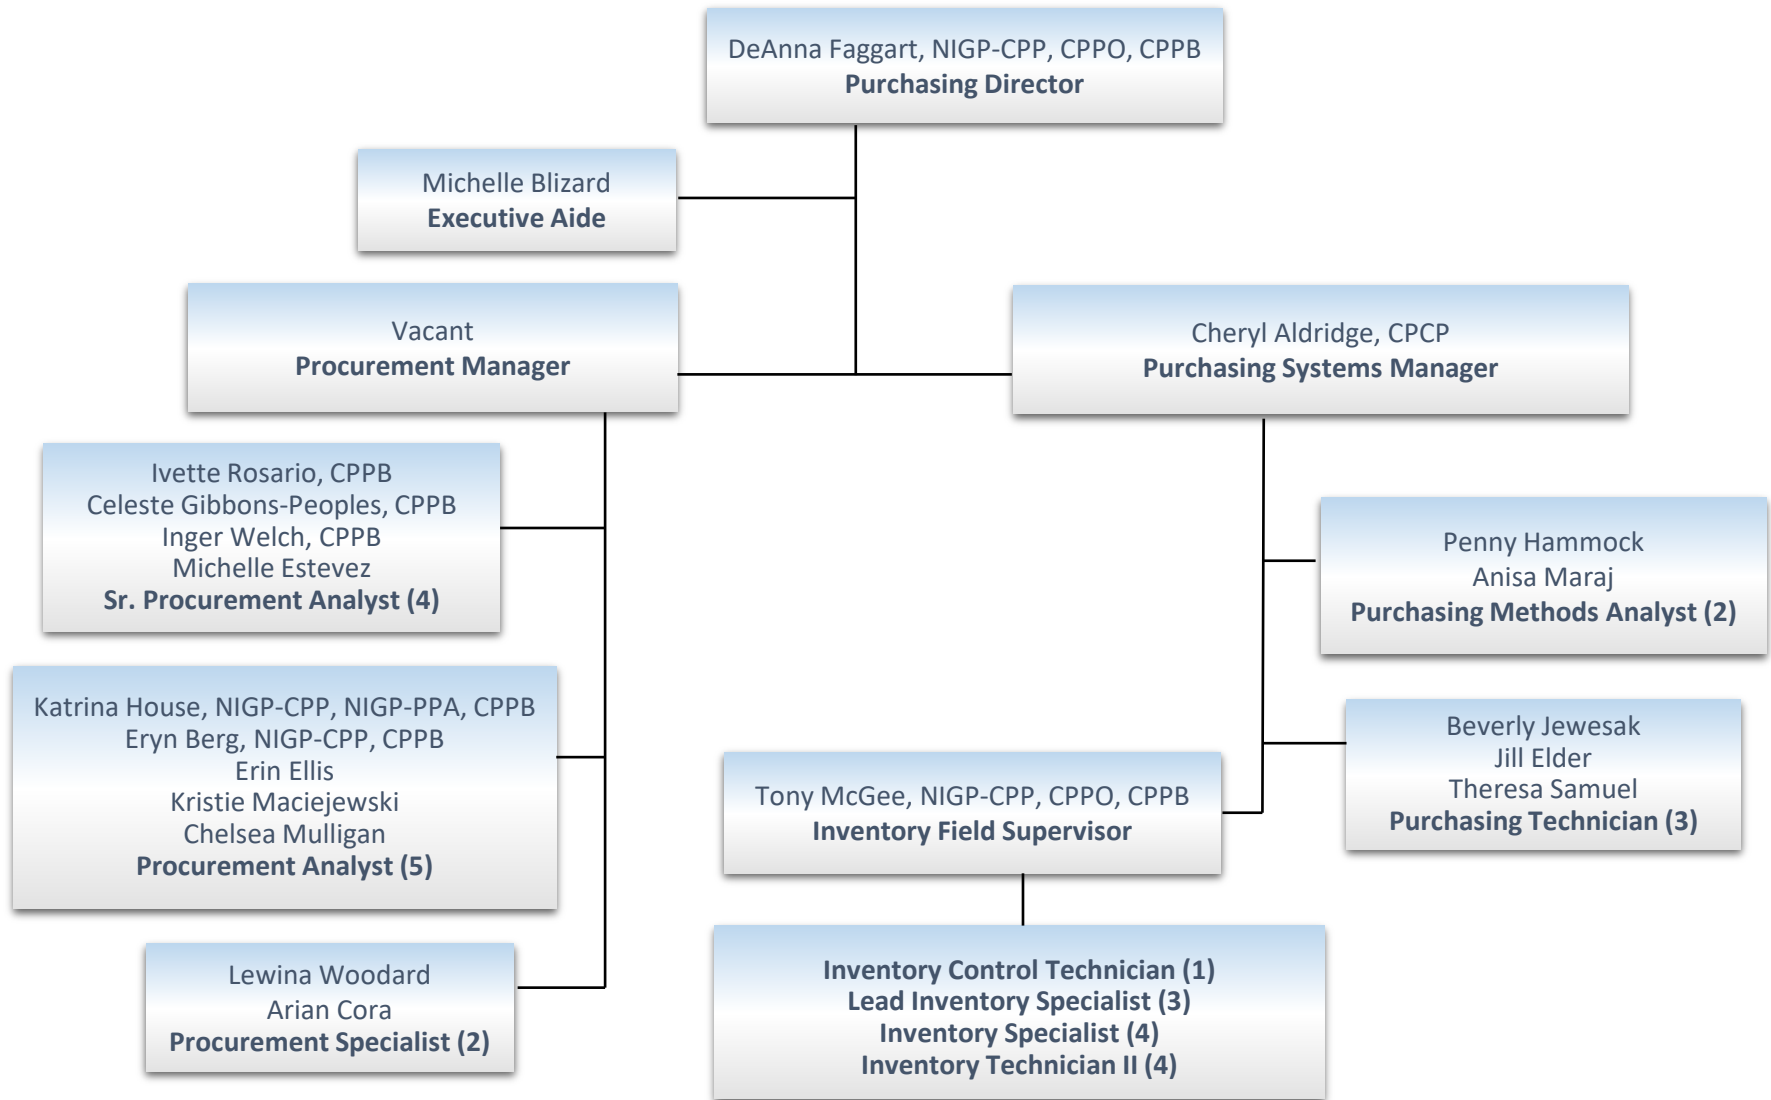 DeAnna Faggart, NIGP-CPP, CPPO, CPPB
Purchasing Director
Michelle Blizard
Executive Aide
Vacant
Procurement Manager
Cheryl Aldridge, CPCP
Purchasing Systems Manager
Ivette Rosario, CPPB
Celeste Gibbons-Peoples, CPPB
Inger Welch, CPPB
Michelle Estevez
Sr. Procurement Analyst (4)
Penny Hammock
Anisa Maraj
Purchasing Methods Analyst (2)
Katrina House, NIGP-CPP, NIGP-PPA, CPPB
Eryn Berg, NIGP-CPP, CPPB
Erin Ellis
Kristie Maciejewski
Chelsea Mulligan
Procurement Analyst (5)
Beverly Jewesak
Jill Elder
Theresa Samuel
Purchasing Technician (3)
Tony McGee, NIGP-CPP, CPPO, CPPB
Inventory Field Supervisor
Lewina Woodard
Arian Cora
Procurement Specialist (2)
Inventory Control Technician (1)
Lead Inventory Specialist (3)
Inventory Specialist (4)
Inventory Technician II (4)